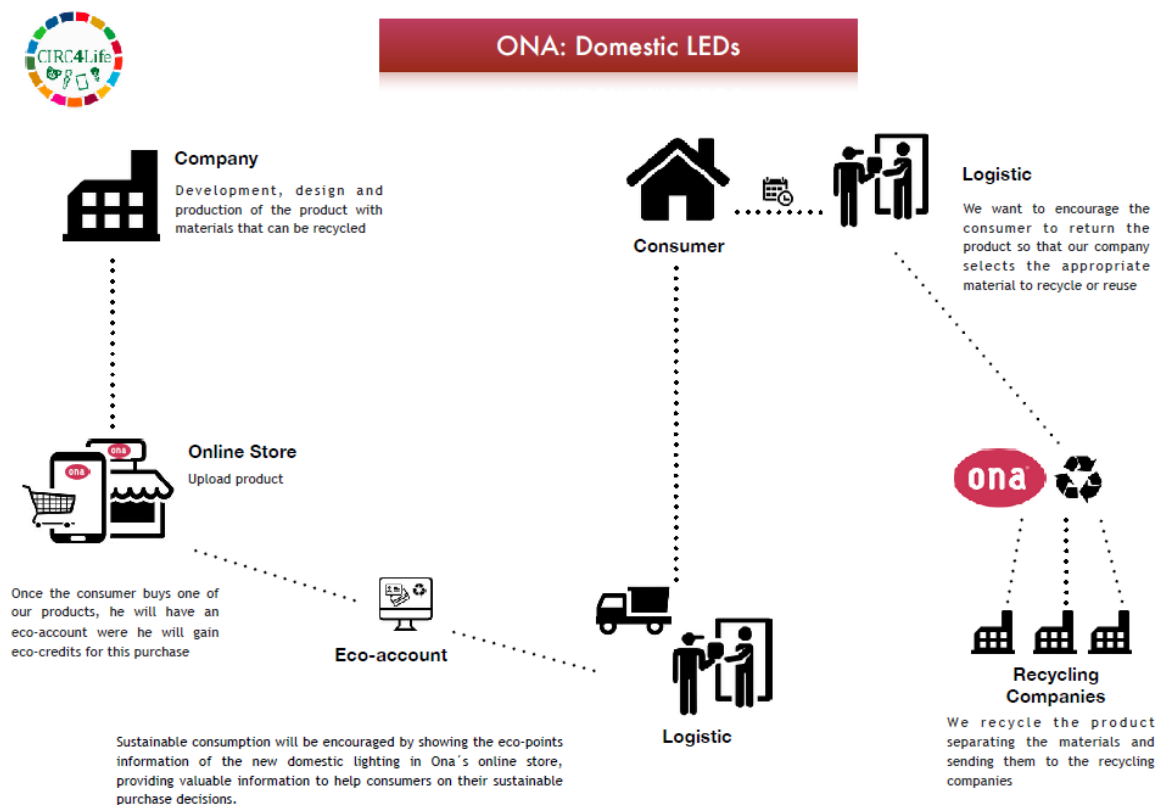 CIRC4Life
ONA: Domestic LEDs
Company
Development, design and
production of the product with
materials that can be recycled
Consumer
Logistic
We want to encourage the
consumer to return the
product so that our company
selects the appropriate
material to recycle or reuse
ona
ona
Online Store
Upload product
ona
Once the consumer buys one of
our products, he will have an
eco-account were he will gain
eco-credits for this purchase
Eco-account
Logistic
Recycling
Companies
We recycle the product
separating the materials and
sending them to the recycling
companies
Sustainable consumption will be encouraged by showing the eco-points
information of the new domestic lighting in Ona´s online store,
providing valuable information to help consumers on their sustainable
purchase decisions.